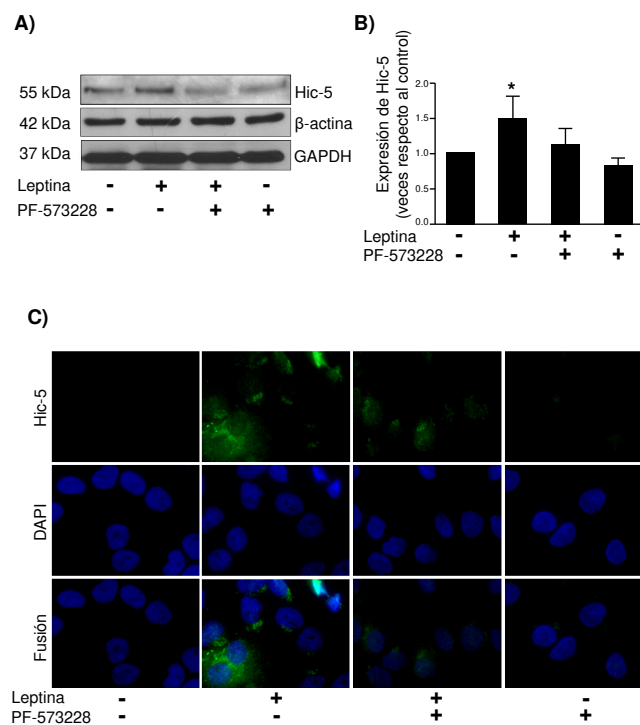 A)
55 kDa Hic-5
42 kDa β-actina
37 kDa GAPDH
Leptina - + + -
PF-573228 - - + +
B)
Expresión de Hic-5
(veces respecto al control)
2.0
1.5
1.0
0.5
0.0
*
Leptina - + + -
PF-573228 - - + +
C)
Hic-5
DAPI
Fusión
Leptina - + + -
PF-573228 - - + +